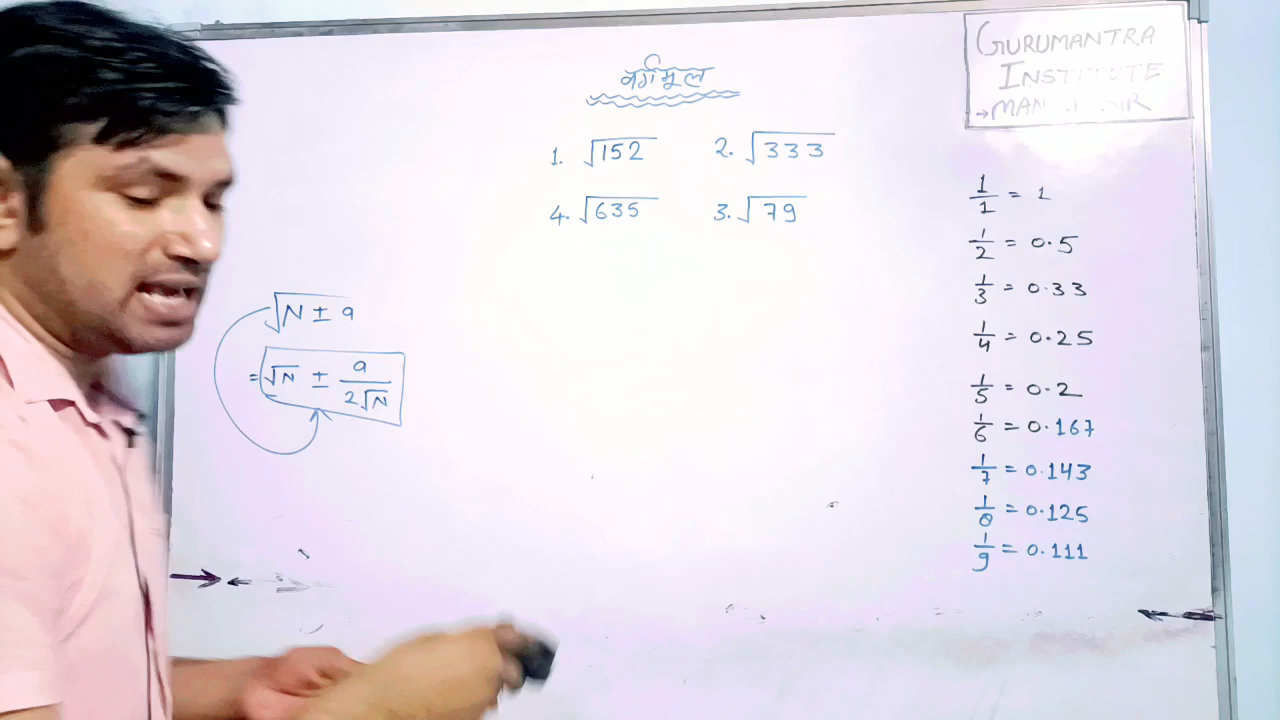 वर्गमूल
1. √152 2. √333
4. √635 3. √79
√N ± a
= √N ± a/2√N
GURUMANTRA
INSTITUTE
→ MAN SIR
1/1 = 1
1/2 = 0.5
1/3 = 0.33
1/4 = 0.25
1/5 = 0.2
1/6 = 0.167
1/7 = 0.143
1/8 = 0.125
1/9 = 0.111